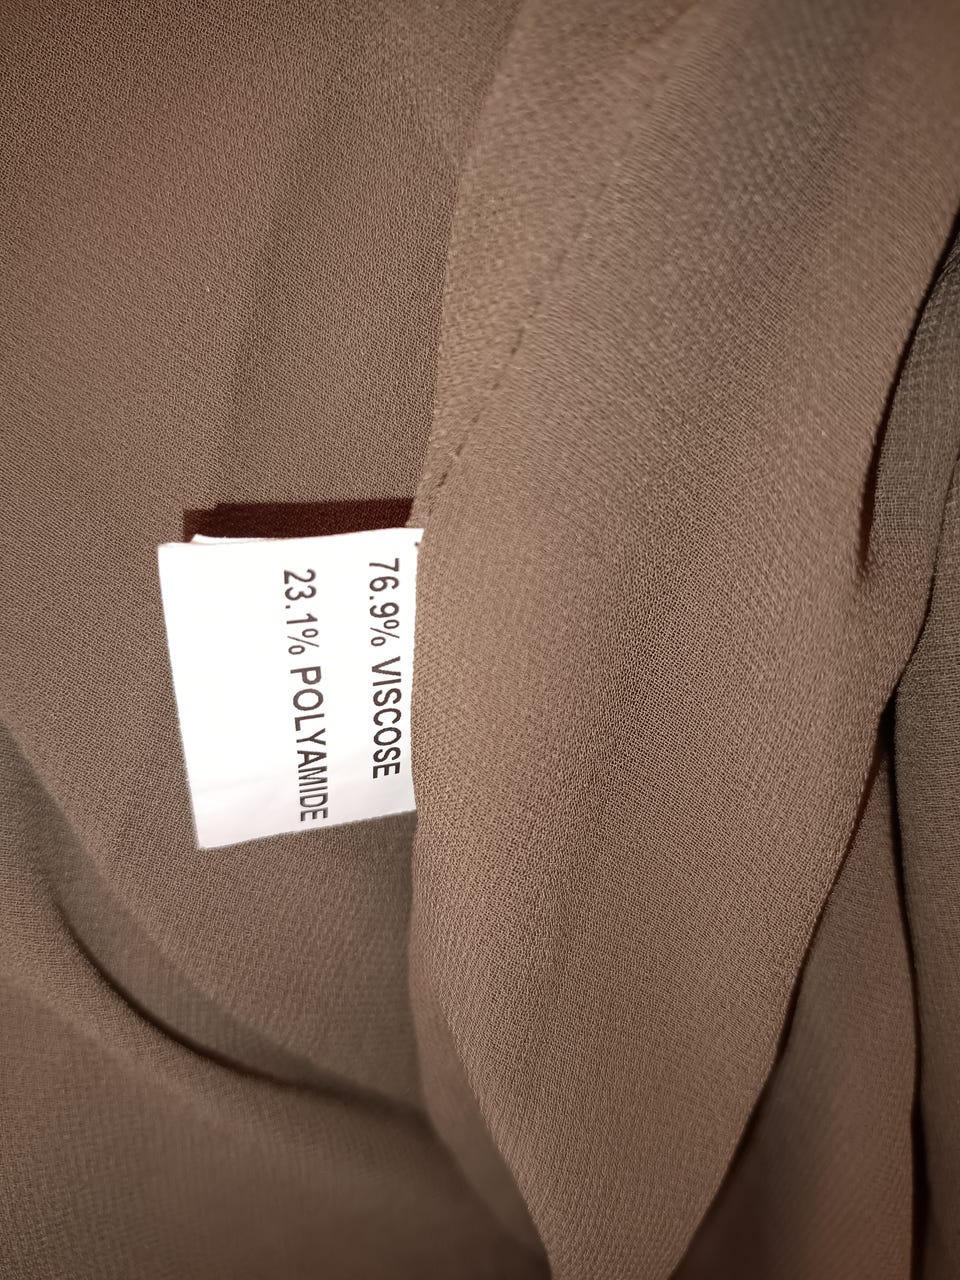 76.9% VISCOSE
23.1% POLYAMIDE